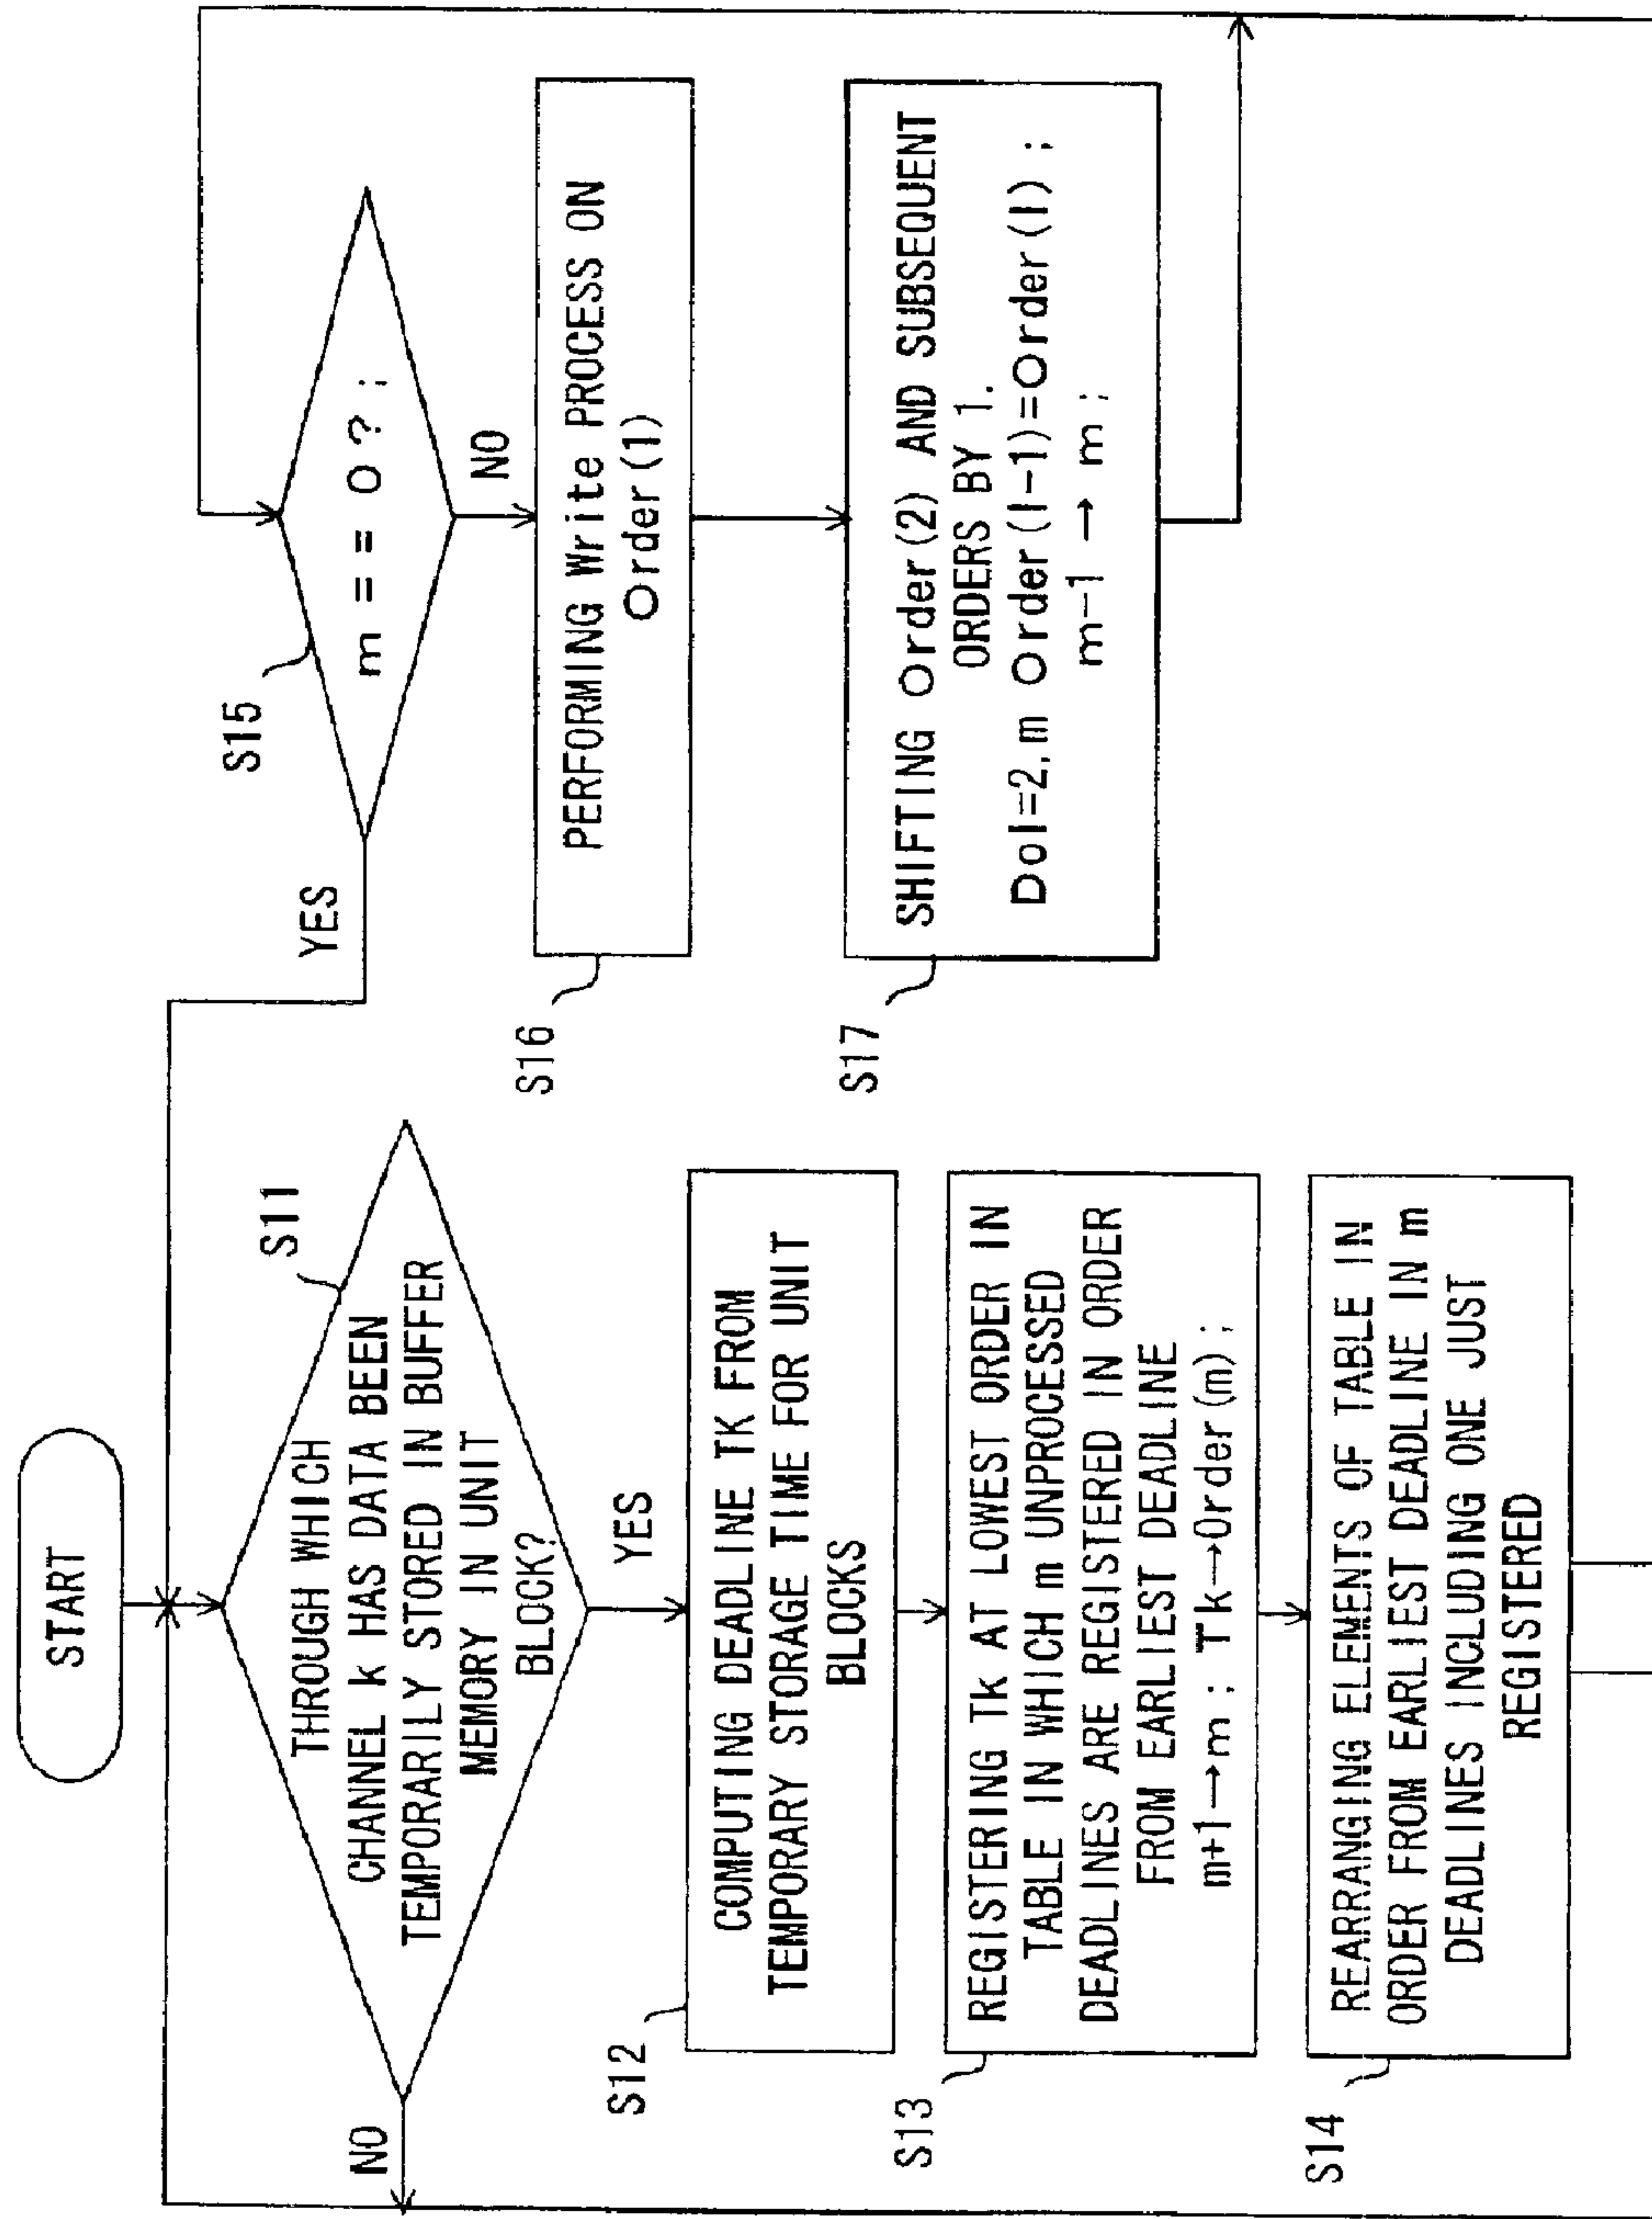 START
S11
THROUGH WHICH
CHANNEL k HAS DATA BEEN
TEMPORARILY STORED IN BUFFER
MEMORY IN UNIT
BLOCK?
NO
YES
S12
COMPUTING DEADLINE TK FROM
TEMPORARY STORAGE TIME FOR UNIT
BLOCKS
S13
REGISTERING Tk AT LOWEST ORDER IN
TABLE IN WHICH m UNPROCESSED
DEADLINES ARE REGISTERED IN ORDER
FROM EARLIEST DEADLINE
m+1→m; Tk→Order(m);
S14
REARRANGING ELEMENTS OF TABLE IN
ORDER FROM EARLIEST DEADLINE IN m
DEADLINES INCLUDING ONE JUST
REGISTERED
S15
m = = 0 ? ;
YES
NO
S16
PERFORMING Write PROCESS ON
Order(1)
S17
SHIFTING Order(2) AND SUBSEQUENT
ORDERS BY 1.
DoI=2,m Order(I-1)=Order(I);
m-1 → m;